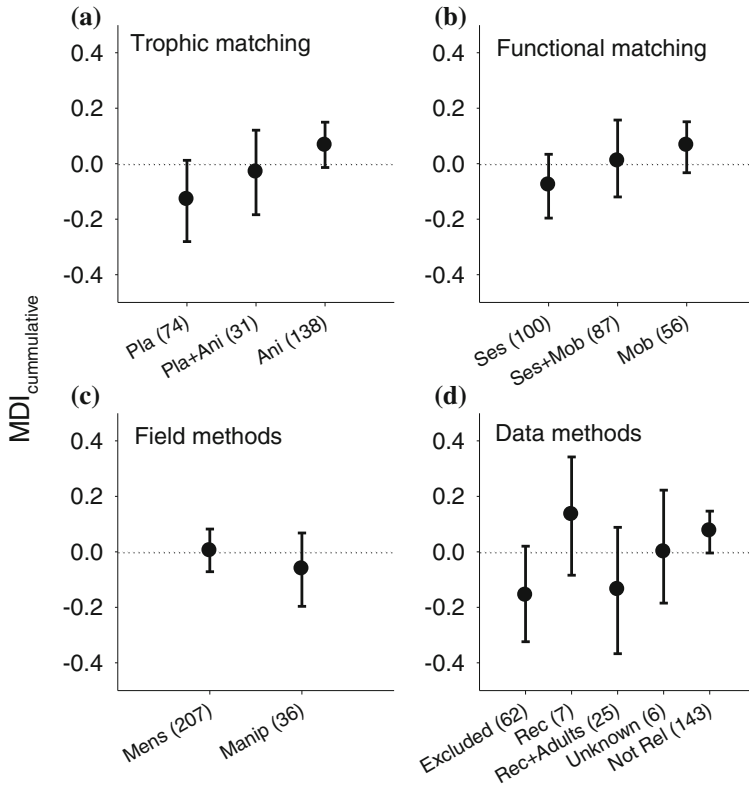 (a)
Trophic matching
0.4
0.2
0.0
-0.2
-0.4
Pla (74)
Pla+Ani (31)
Ani (138)
(b)
Functional matching
0.4
0.2
0.0
-0.2
-0.4
Ses (100)
Ses+Mob (87)
Mob (56)
MDIcummulative
(c)
Field methods
0.4
0.2
0.0
-0.2
-0.4
Mens (207)
Manip (36)
(d)
Data methods
0.4
0.2
0.0
-0.2
-0.4
Excluded (62)
Rec (7)
Rec+Adults (25)
Unknown (6)
Not Rel (143)